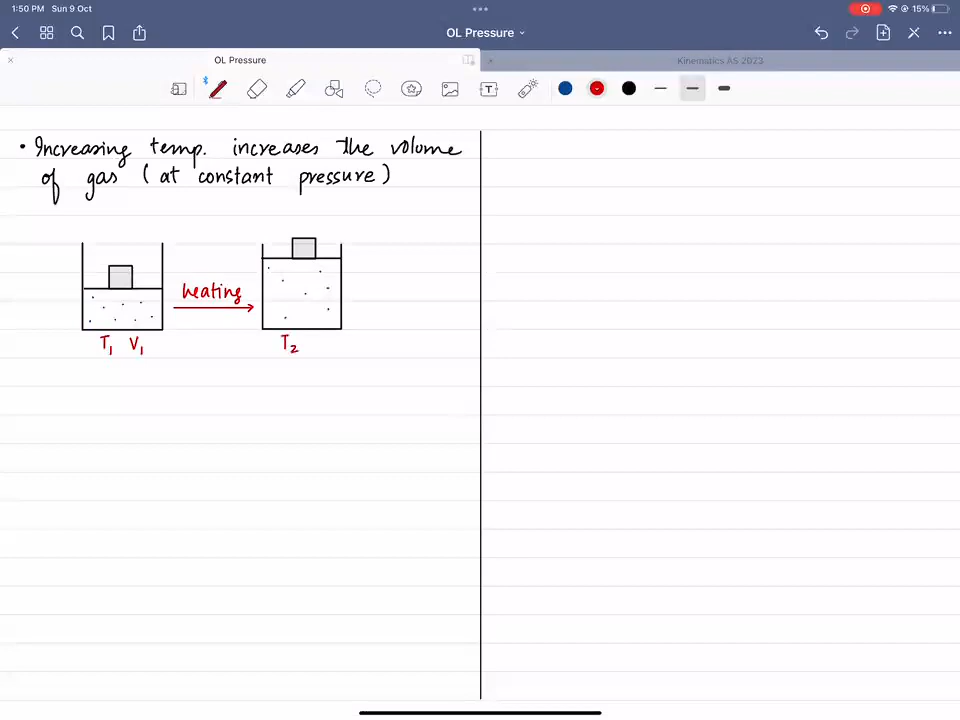 1:50 PM Sun 9 Oct
15%
OL Pressure
OL Pressure
Kinematics AS 2023
T
• Increasing temp. increases the volume
of gas (at constant pressure)
heating
T₁ V₁
T₂